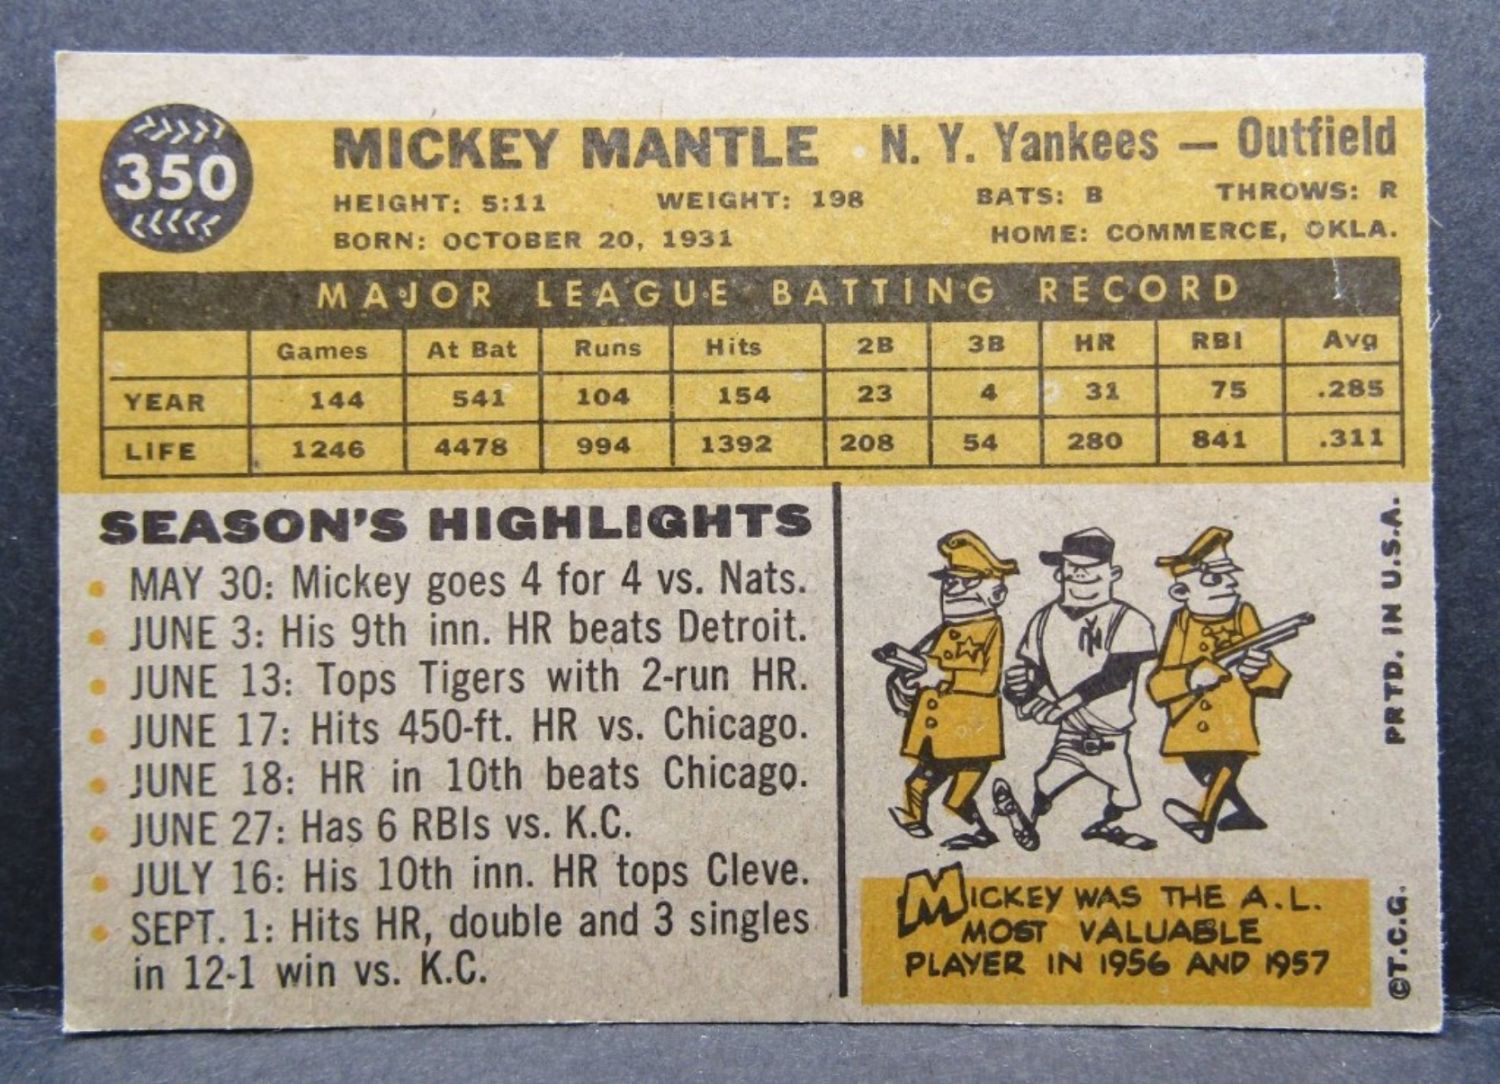 350
MICKEY MANTLE N. Y. Yankees — Outfield
HEIGHT: 5:11 WEIGHT: 198 BATS: B THROWS: R
BORN: OCTOBER 20, 1931 HOME: COMMERCE, OKLA.
MAJOR LEAGUE BATTING RECORD
Games At Bat Runs Hits 2B 3B HR RBI Avg
YEAR 144 541 104 154 23 4 31 75 .285
LIFE 1246 4478 994 1392 208 54 280 841 .311
SEASON'S HIGHLIGHTS
• MAY 30: Mickey goes 4 for 4 vs. Nats.
• JUNE 3: His 9th inn. HR beats Detroit.
• JUNE 13: Tops Tigers with 2-run HR.
• JUNE 17: Hits 450-ft. HR vs. Chicago.
• JUNE 18: HR in 10th beats Chicago.
• JUNE 27: Has 6 RBIs vs. K.C.
• JULY 16: His 10th inn. HR tops Cleve.
• SEPT. 1: Hits HR, double and 3 singles
in 12-1 win vs. K.C.
NY
MICKEY WAS THE A.L.
MOST VALUABLE
PLAYER IN 1956 AND 1957
©T.C.G. PRTD. IN U.S.A.